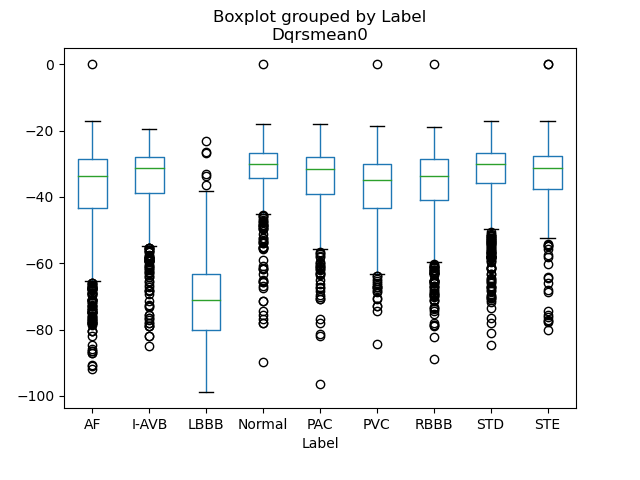 Boxplot grouped by Label
Dqrsmean0
0
−20
−40
−60
−80
−100
AF I-AVB LBBB Normal PAC PVC RBBB STD STE
Label